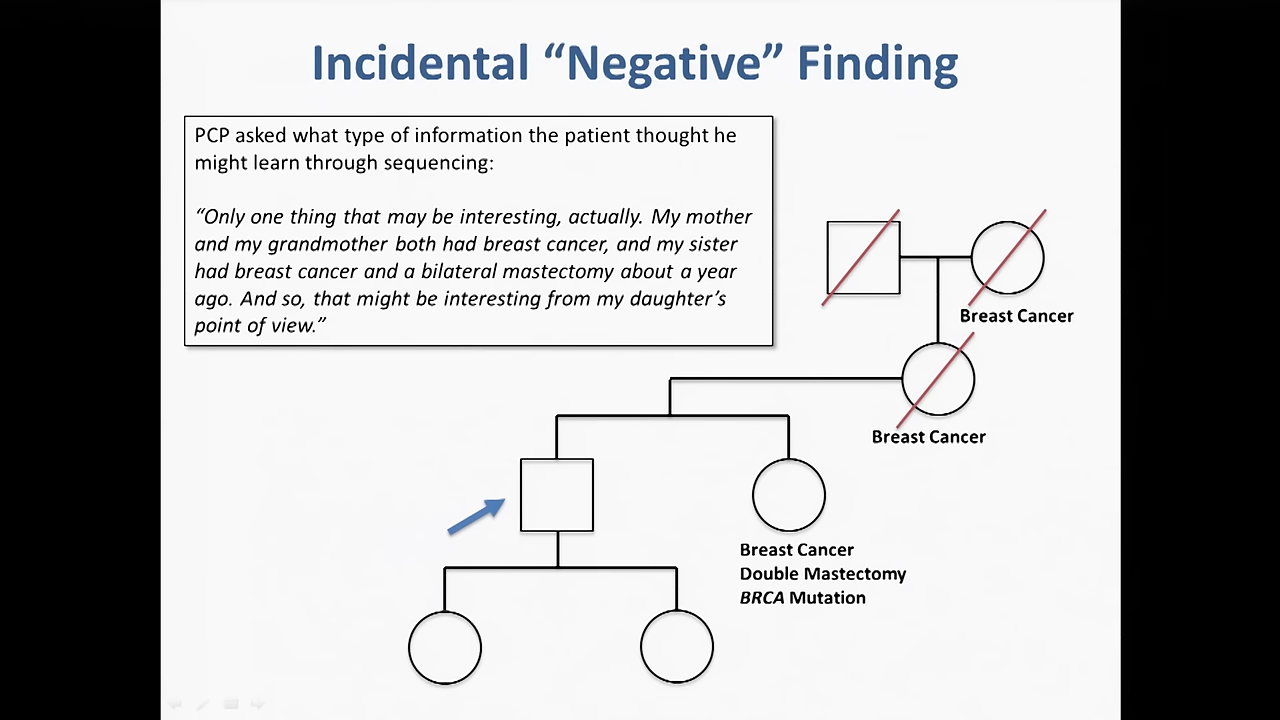 Incidental “Negative” Finding
PCP asked what type of information the patient thought he
might learn through sequencing:
“Only one thing that may be interesting, actually. My mother
and my grandmother both had breast cancer, and my sister
had breast cancer and a bilateral mastectomy about a year
ago. And so, that might be interesting from my daughter’s
point of view.”
Breast Cancer
Breast Cancer
Breast Cancer
Double Mastectomy
BRCA Mutation